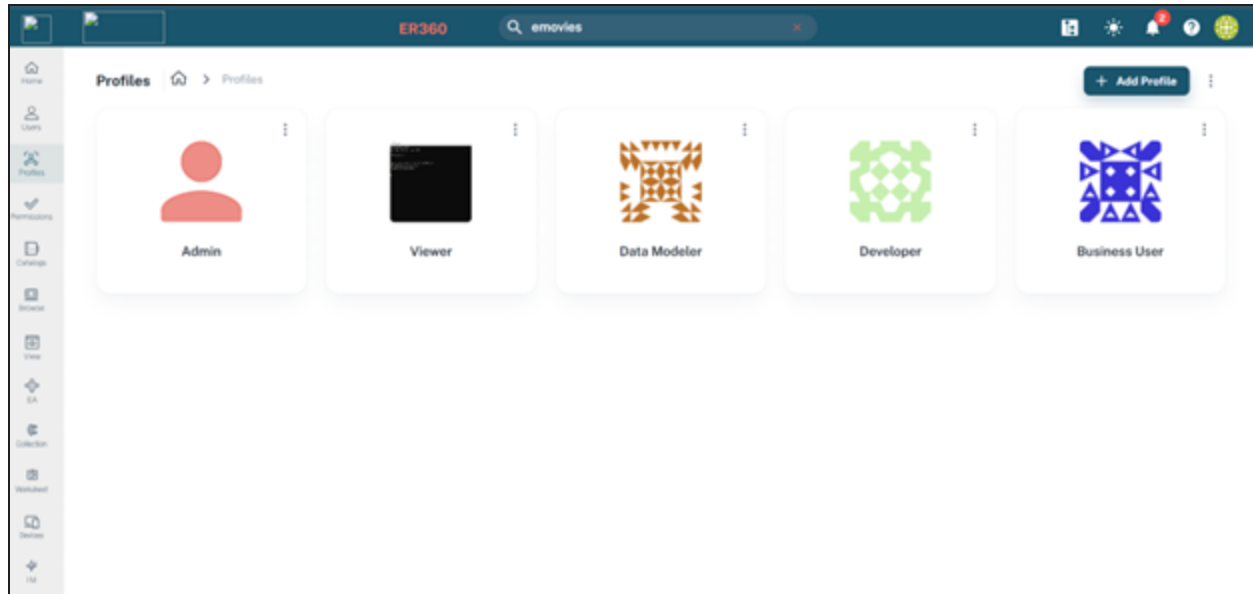 ER360
emovies
2
Home
Users
Profiles
Permissions
Catalogs
Browse
View
EA
Collection
Worksheet
Devices
Profiles > Profiles
+ Add Profile
Admin
Viewer
Data Modeler
Developer
Business User